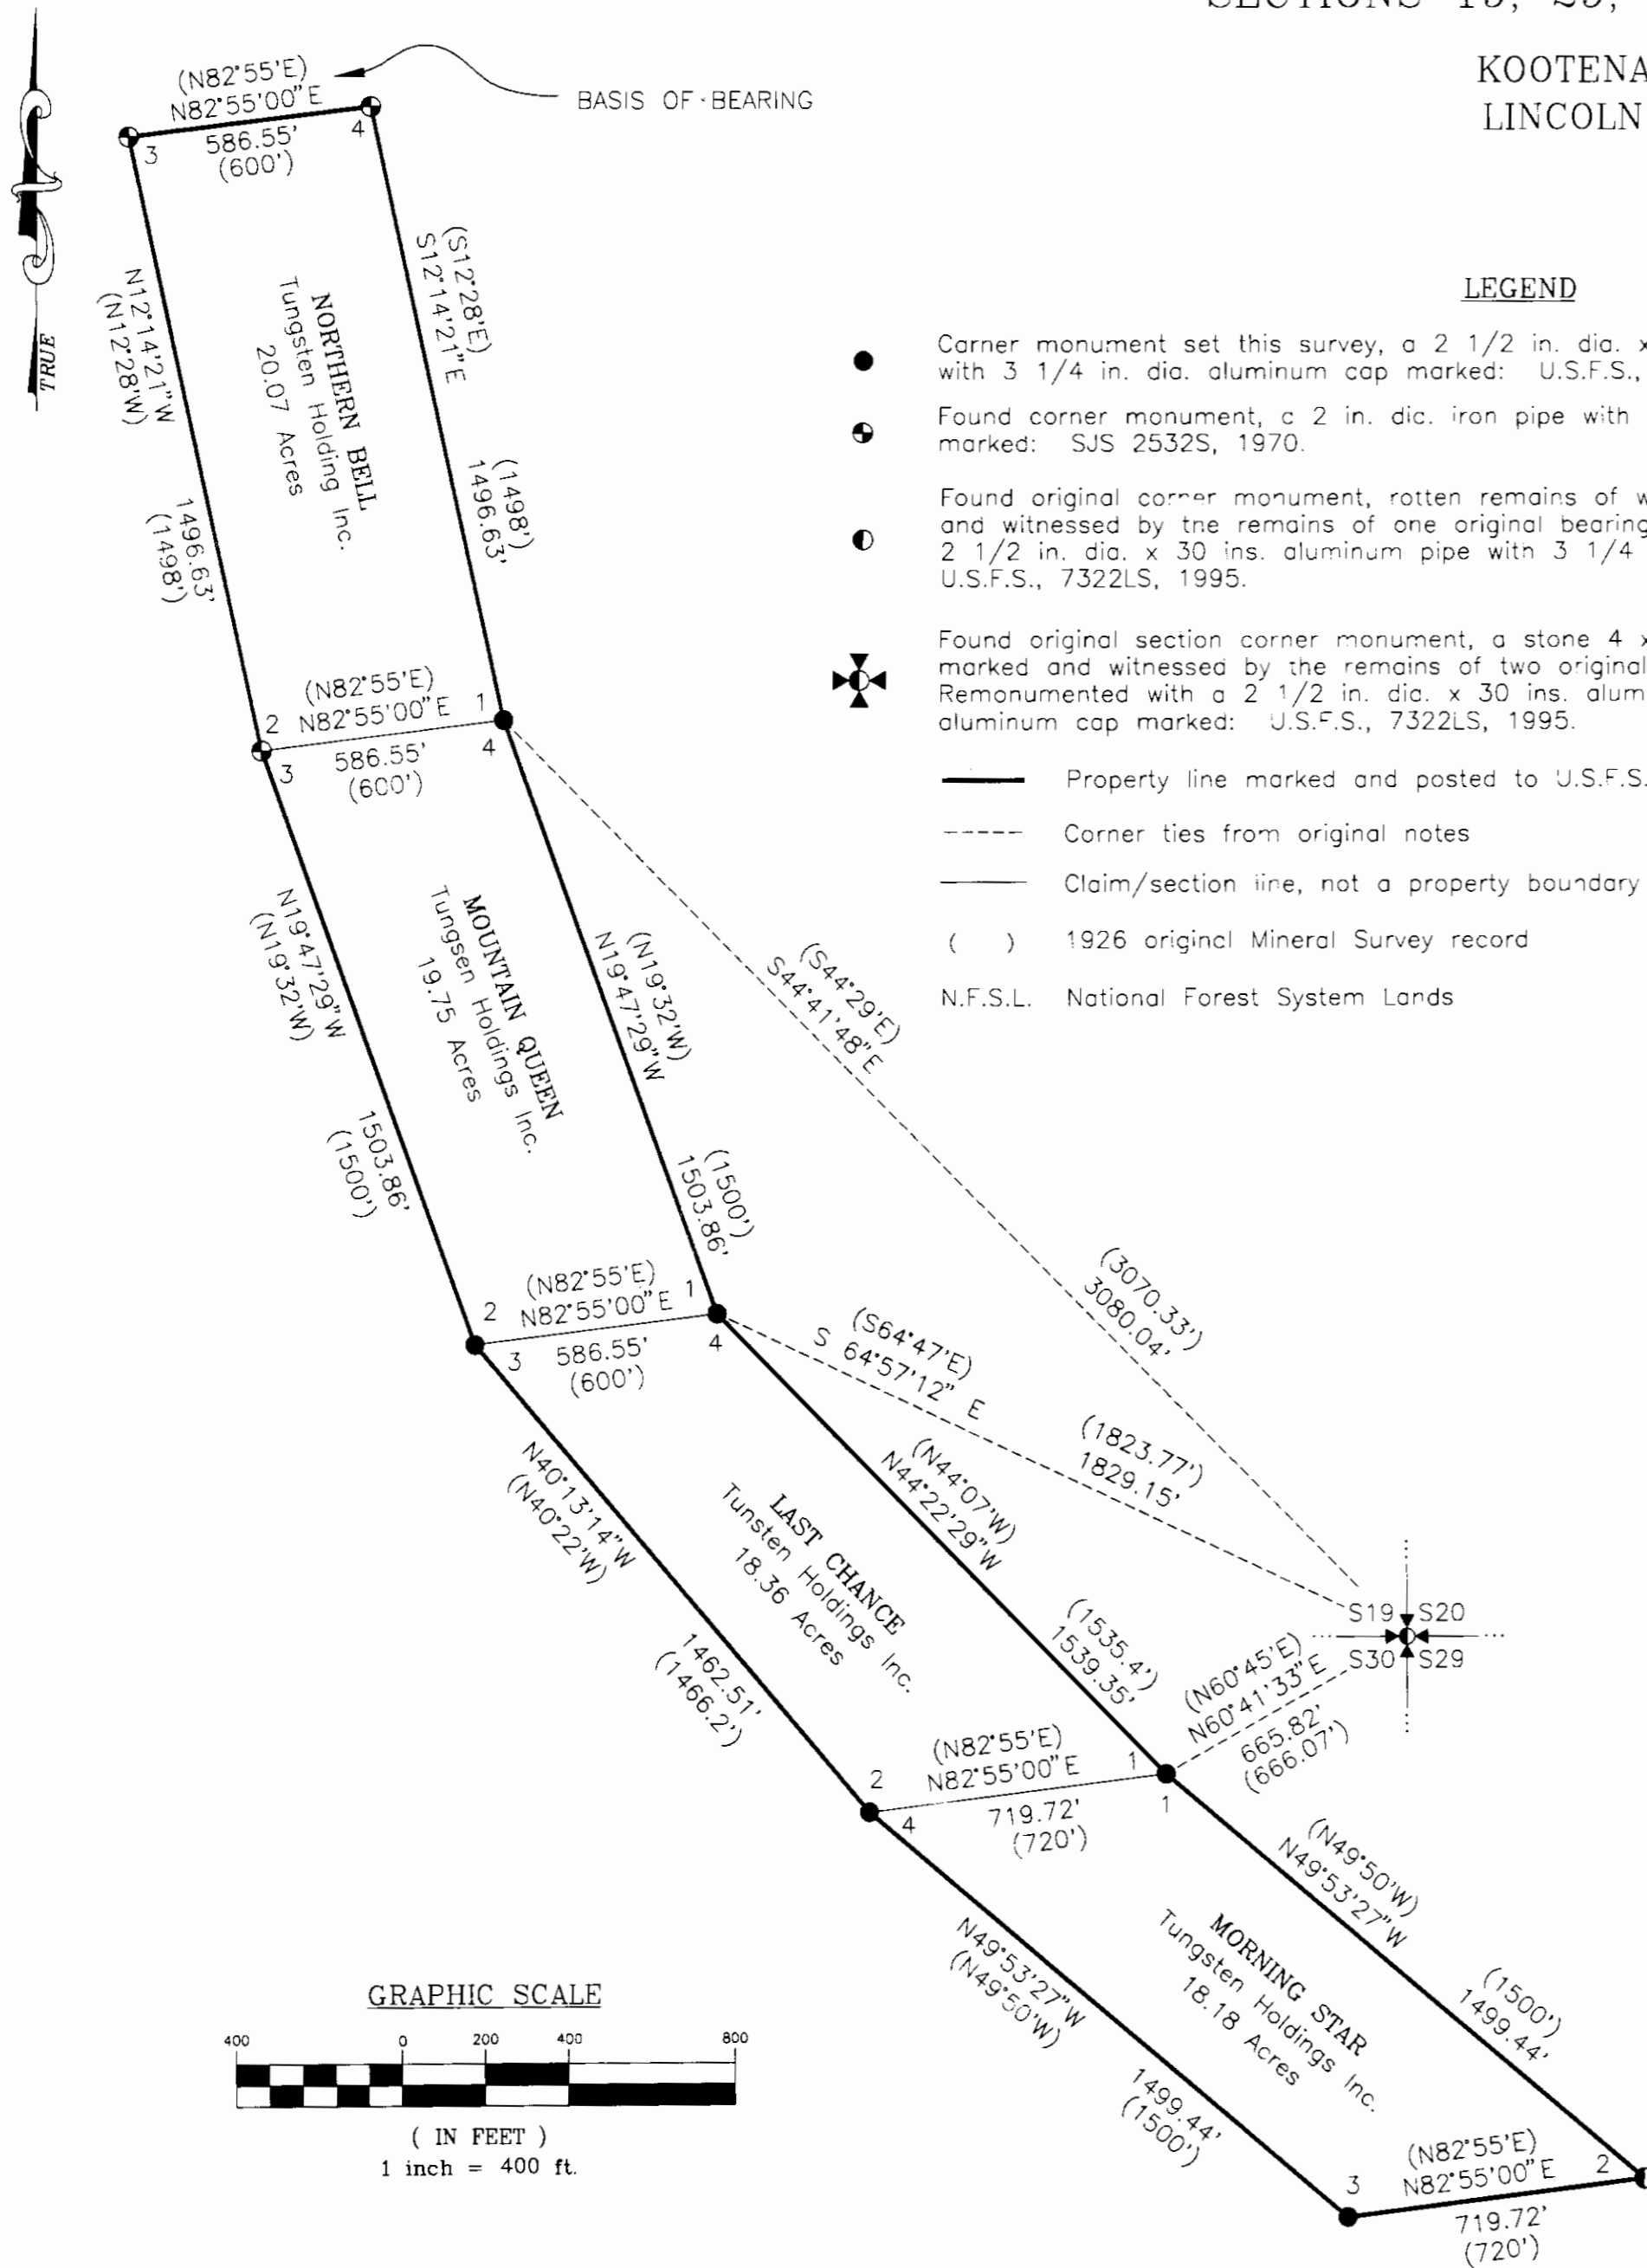 KOOTENA
LINCOLN
(N82°55'E)
N82°55'00"E
586.55'
(600')
3
4
BASIS OF BEARING
TRUE
N12°14'21"W
(N12°28'W)
1496.63'
(1498')
NORTHERN BELL
Tungsten Holding Inc.
20.07 Acres
(S12°28'E)
S12°14'21"E
(1498')
1496.63'
LEGEND
Corner monument set this survey, a 2 1/2 in. dia. x
with 3 1/4 in. dia. aluminum cap marked: U.S.F.S.,
Found corner monument, c 2 in. dic. iron pipe with
marked: SJS 2532S, 1970.
Found original corner monument, rotten remains of w
and witnessed by the remains of one original bearing
2 1/2 in. dia. x 30 ins. aluminum pipe with 3 1/4
U.S.F.S., 7322LS, 1995.
Found original section corner monument, a stone 4 x
marked and witnessed by the remains of two original
Remonumented with a 2 1/2 in. dia. x 30 ins. alum
aluminum cap marked: U.S.F.S., 7322LS, 1995.
Property line marked and posted to U.S.F.S.
Corner ties from original notes
Claim/section line, not a property boundary
( ) 1926 original Mineral Survey record
N.F.S.L. National Forest System Lands
(N82°55'E)
N82°55'00"E
586.55'
(600')
2
1
3
4
N19°47'29"W
(N19°32'W)
1503.86'
(1500')
MOUNTAIN QUEEN
Tungsen Holdings Inc.
19.75 Acres
(N19°32'W)
N19°47'29"W
(1500')
1503.86'
(S44°29'E)
S44°41'48"E
(3070.33')
3080.04'
(N82°55'E)
N82°55'00"E
586.55'
(600')
2
1
3
4
(S64°47'E)
S 64°57'12" E
(1823.77')
1829.15'
N40°13'14"W
(N40°22'W)
1462.51'
(1466.2')
LAST CHANCE
Tunsten Holdings Inc.
18.36 Acres
(N44°07'W)
N44°22'29"W
(1535.4')
1539.35'
S19 S20
S30 S29
(N60°45'E)
N60°41'33"E
665.82'
(666.07')
(N82°55'E)
N82°55'00"E
719.72'
(720')
2
1
4
1
N49°53'27"W
(N49°50'W)
1499.44'
(1500')
MORNING STAR
Tungsten Holdings Inc.
18.18 Acres
(N49°50'W)
N49°53'27"W
(1500')
1499.44'
3
2
(N82°55'E)
N82°55'00"E
719.72'
(720')
GRAPHIC SCALE
400 0 200 400 800
( IN FEET )
1 inch = 400 ft.